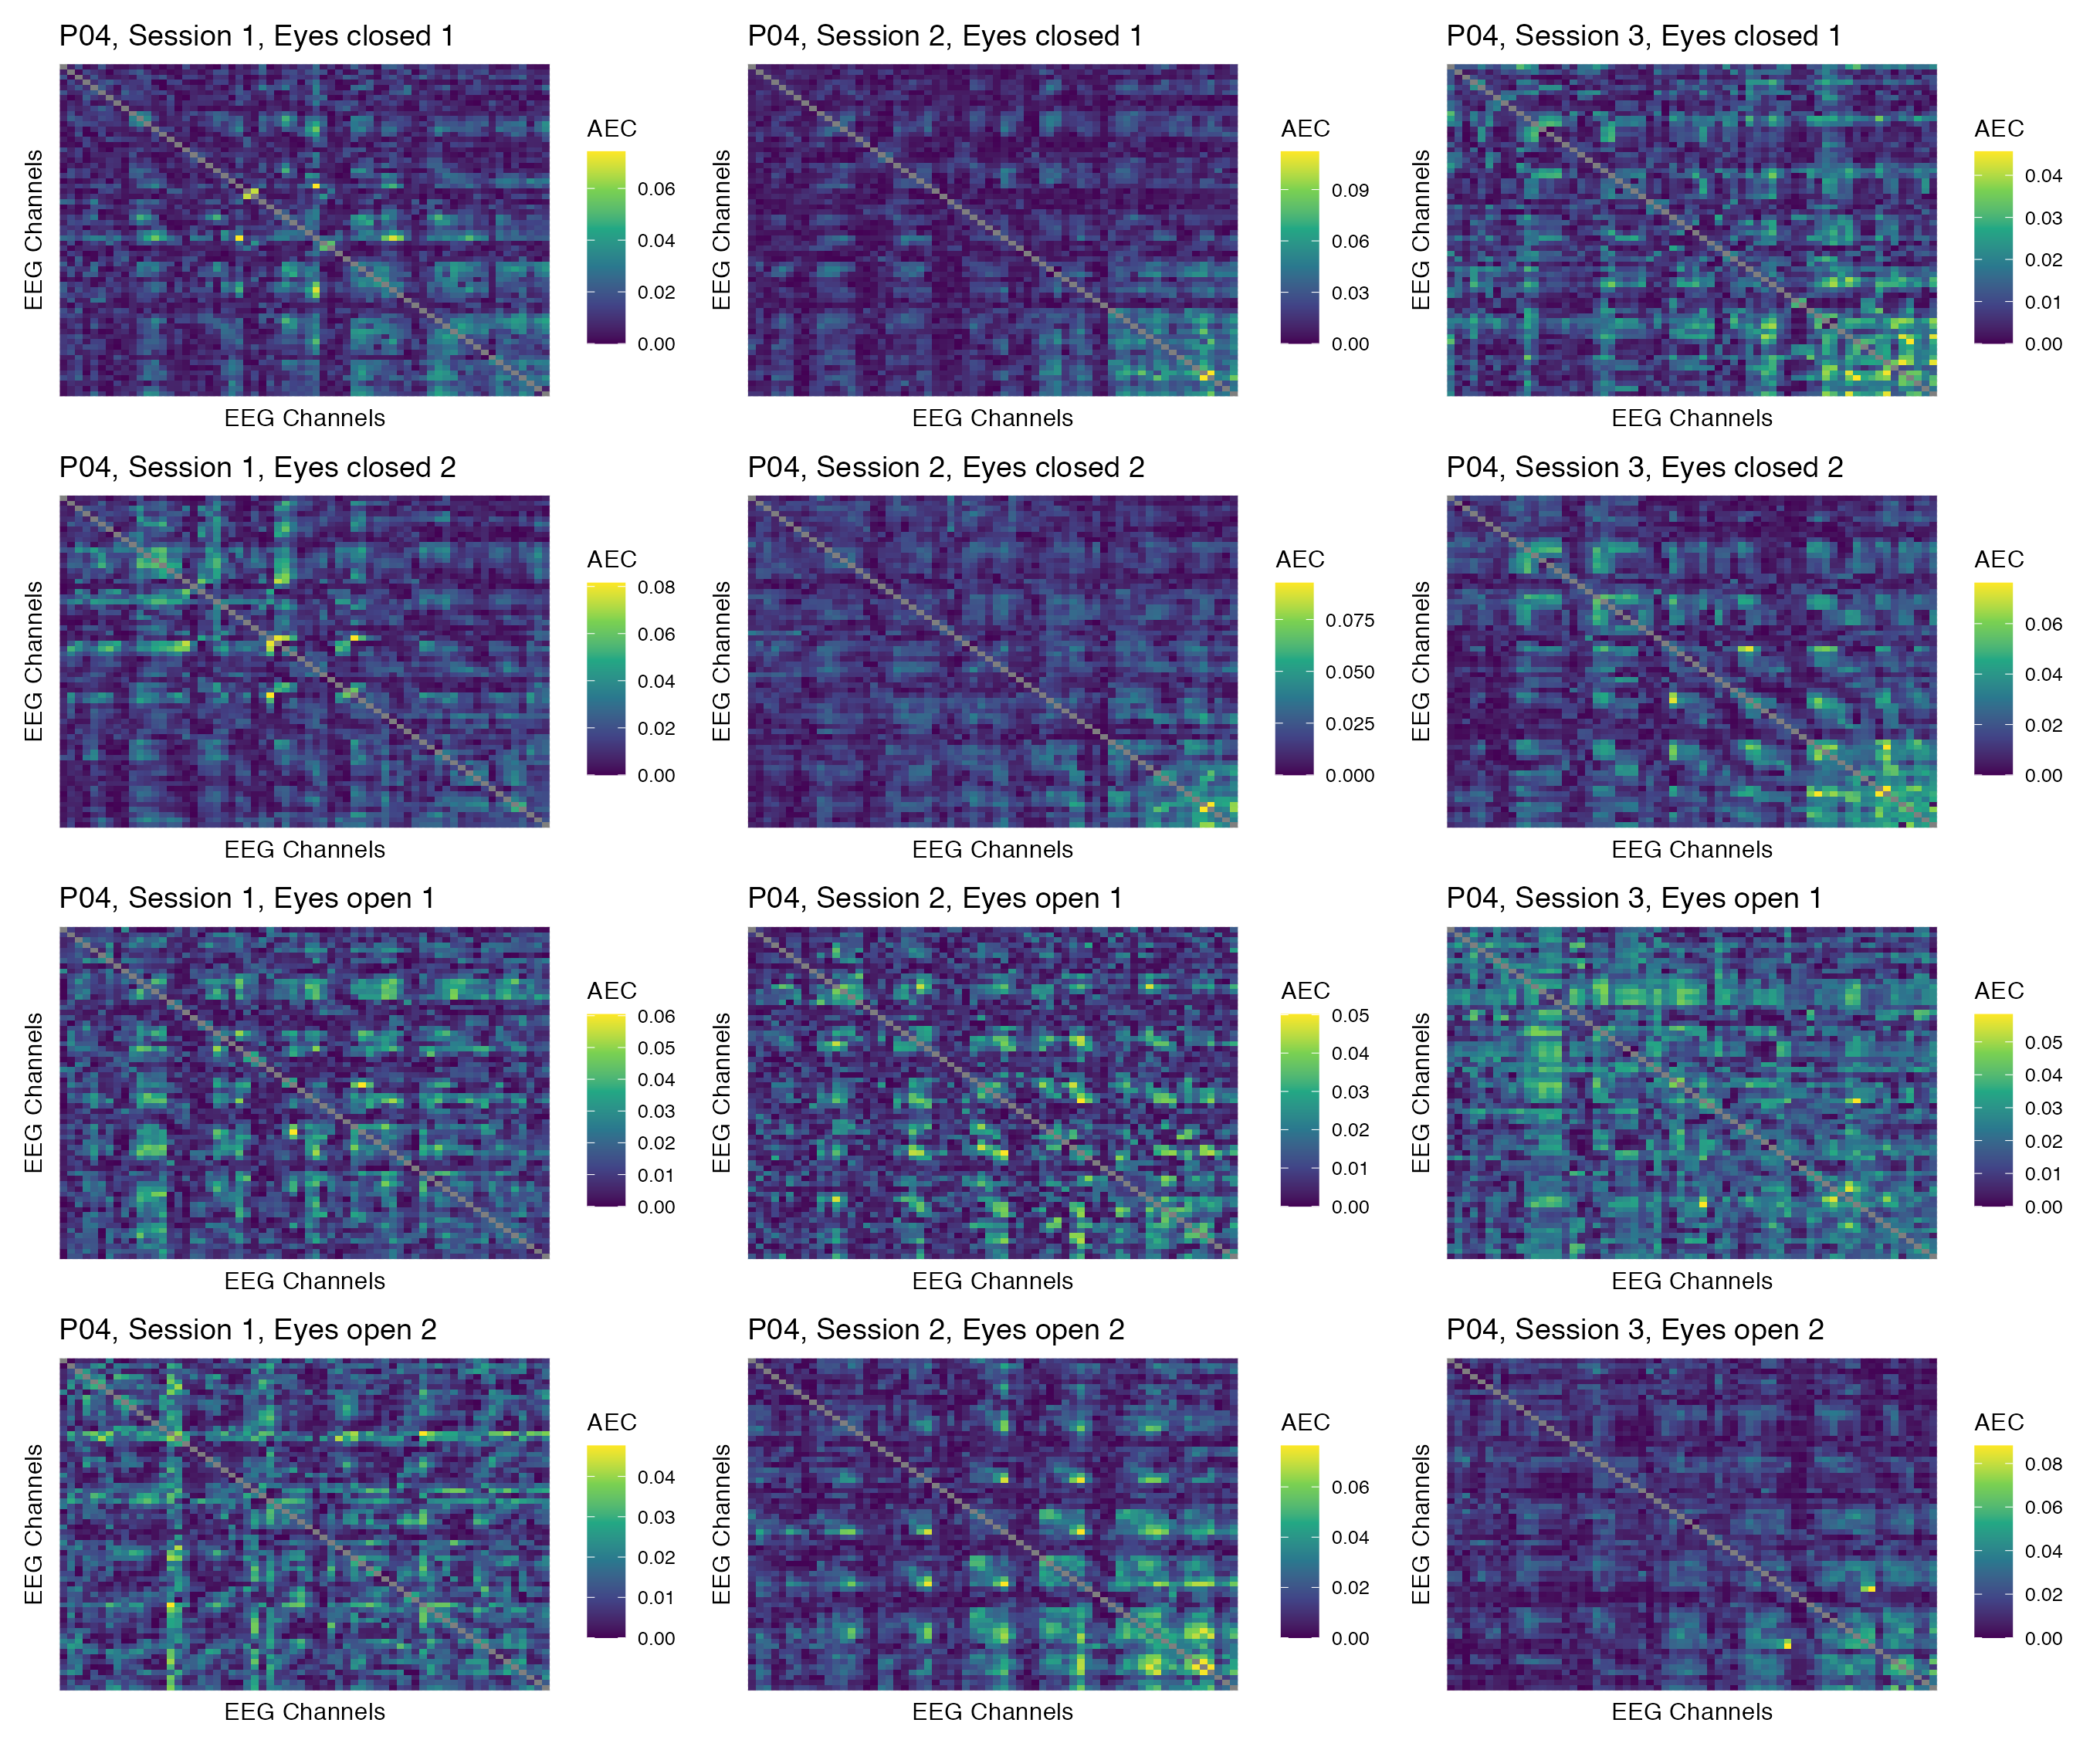 P04, Session 1, Eyes closed 1
EEG Channels
EEG Channels
AEC
0.06
0.04
0.02
0.00
P04, Session 2, Eyes closed 1
EEG Channels
EEG Channels
AEC
0.09
0.06
0.03
0.00
P04, Session 3, Eyes closed 1
EEG Channels
EEG Channels
AEC
0.04
0.03
0.02
0.01
0.00
P04, Session 1, Eyes closed 2
EEG Channels
EEG Channels
AEC
0.08
0.06
0.04
0.02
0.00
P04, Session 2, Eyes closed 2
EEG Channels
EEG Channels
AEC
0.075
0.050
0.025
0.000
P04, Session 3, Eyes closed 2
EEG Channels
EEG Channels
AEC
0.06
0.04
0.02
0.00
P04, Session 1, Eyes open 1
EEG Channels
EEG Channels
AEC
0.06
0.05
0.04
0.03
0.02
0.01
0.00
P04, Session 2, Eyes open 1
EEG Channels
EEG Channels
AEC
0.05
0.04
0.03
0.02
0.01
0.00
P04, Session 3, Eyes open 1
EEG Channels
EEG Channels
AEC
0.05
0.04
0.03
0.02
0.01
0.00
P04, Session 1, Eyes open 2
EEG Channels
EEG Channels
AEC
0.04
0.03
0.02
0.01
0.00
P04, Session 2, Eyes open 2
EEG Channels
EEG Channels
AEC
0.06
0.04
0.02
0.00
P04, Session 3, Eyes open 2
EEG Channels
EEG Channels
AEC
0.08
0.06
0.04
0.02
0.00